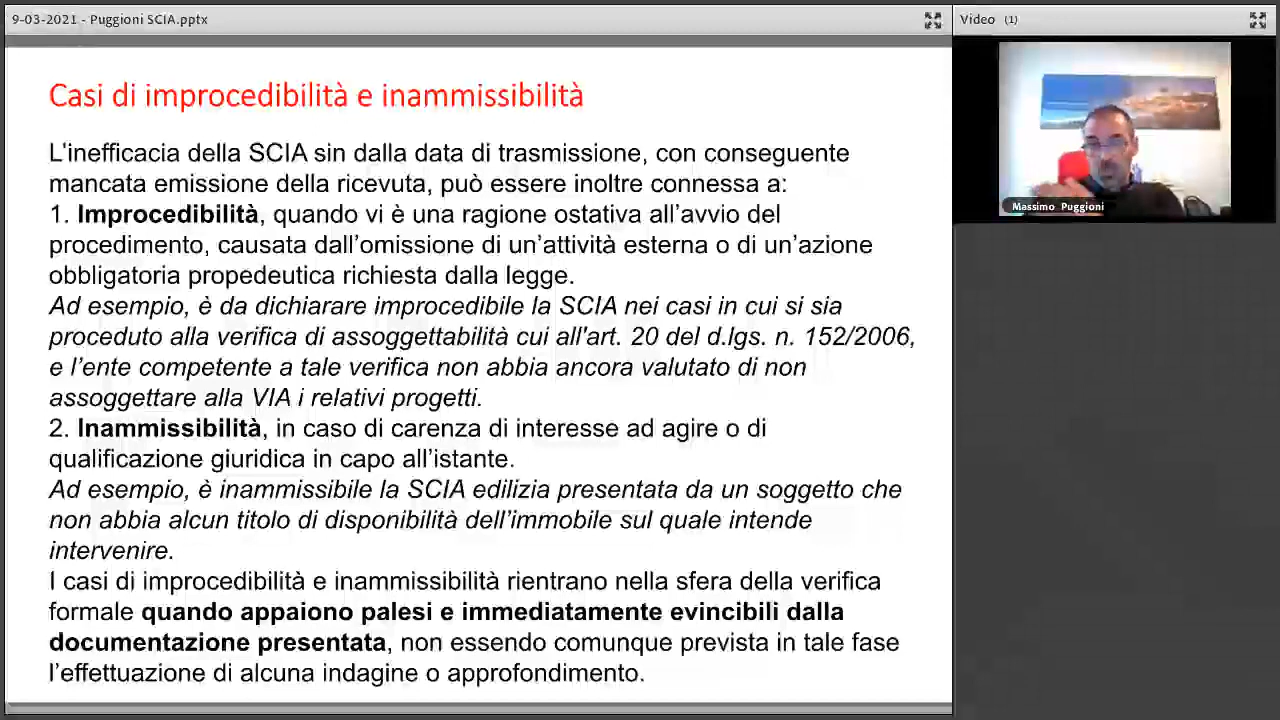 9-03-2021 - Puggioni SCIA.pptx
Video (1)
Massimo Puggioni
Casi di improcedibilità e inammissibilità
L'inefficacia della SCIA sin dalla data di trasmissione, con conseguente
mancata emissione della ricevuta, può essere inoltre connessa a:
1. Improcedibilità, quando vi è una ragione ostativa all’avvio del
procedimento, causata dall’omissione di un’attività esterna o di un’azione
obbligatoria propedeutica richiesta dalla legge.
Ad esempio, è da dichiarare improcedibile la SCIA nei casi in cui si sia
proceduto alla verifica di assoggettabilità cui all'art. 20 del d.lgs. n. 152/2006,
e l’ente competente a tale verifica non abbia ancora valutato di non
assoggettare alla VIA i relativi progetti.
2. Inammissibilità, in caso di carenza di interesse ad agire o di
qualificazione giuridica in capo all’istante.
Ad esempio, è inammissibile la SCIA edilizia presentata da un soggetto che
non abbia alcun titolo di disponibilità dell’immobile sul quale intende
intervenire.
I casi di improcedibilità e inammissibilità rientrano nella sfera della verifica
formale quando appaiono palesi e immediatamente evincibili dalla
documentazione presentata, non essendo comunque prevista in tale fase
l’effettuazione di alcuna indagine o approfondimento.